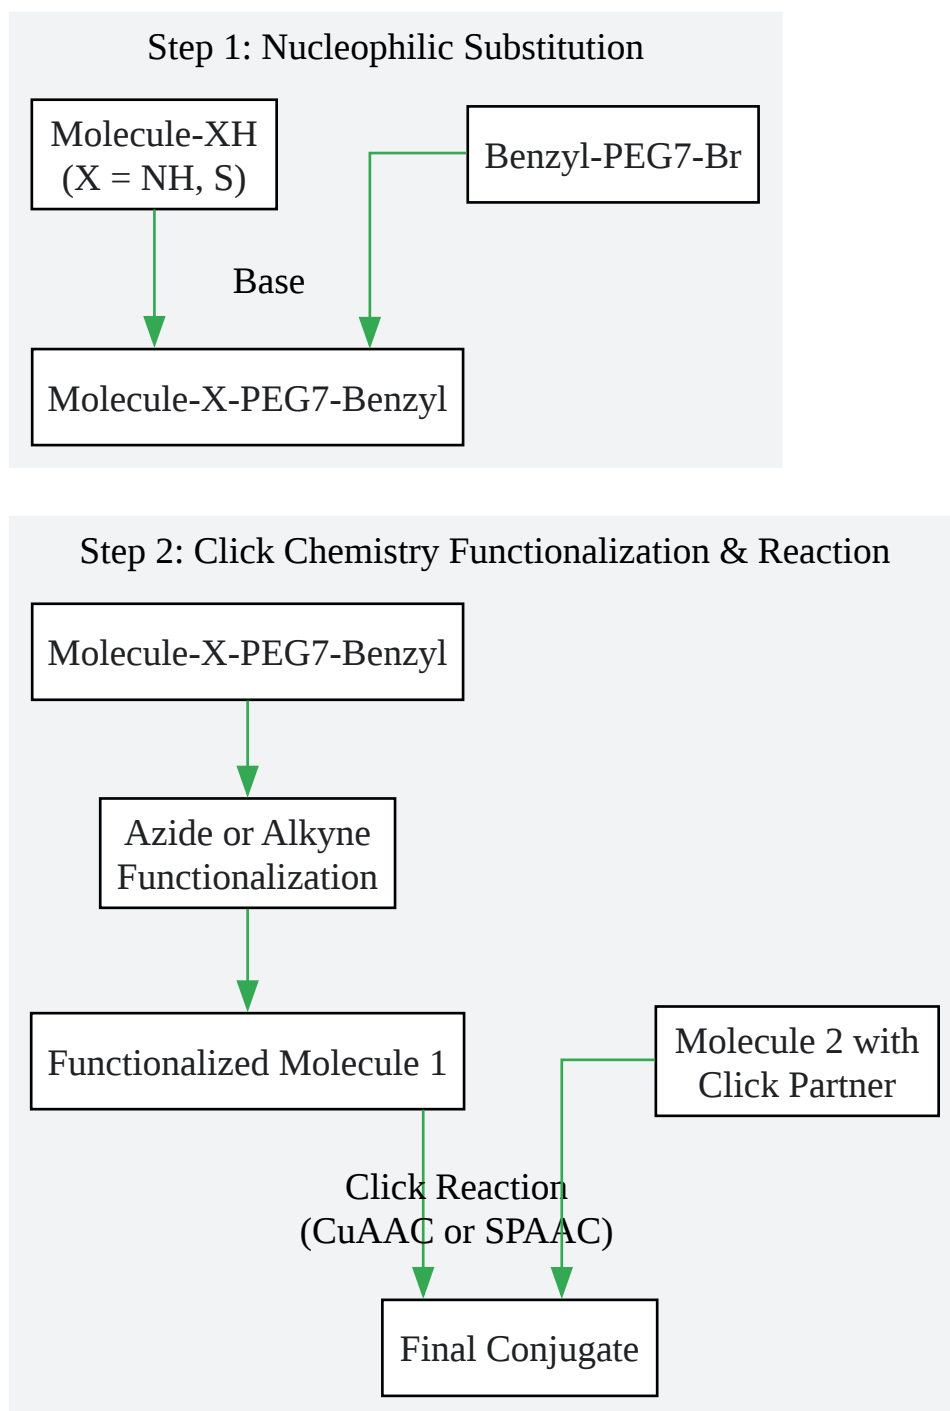 Step 1: Nucleophilic Substitution
Molecule-XH
(X = NH, S)
Benzyl-PEG7-Br
Base
Molecule-X-PEG7-Benzyl
Step 2: Click Chemistry Functionalization & Reaction
Molecule-X-PEG7-Benzyl
Azide or Alkyne
Functionalization
Functionalized Molecule 1
Molecule 2 with
Click Partner
Click Reaction
(CuAAC or SPAAC)
Final Conjugate